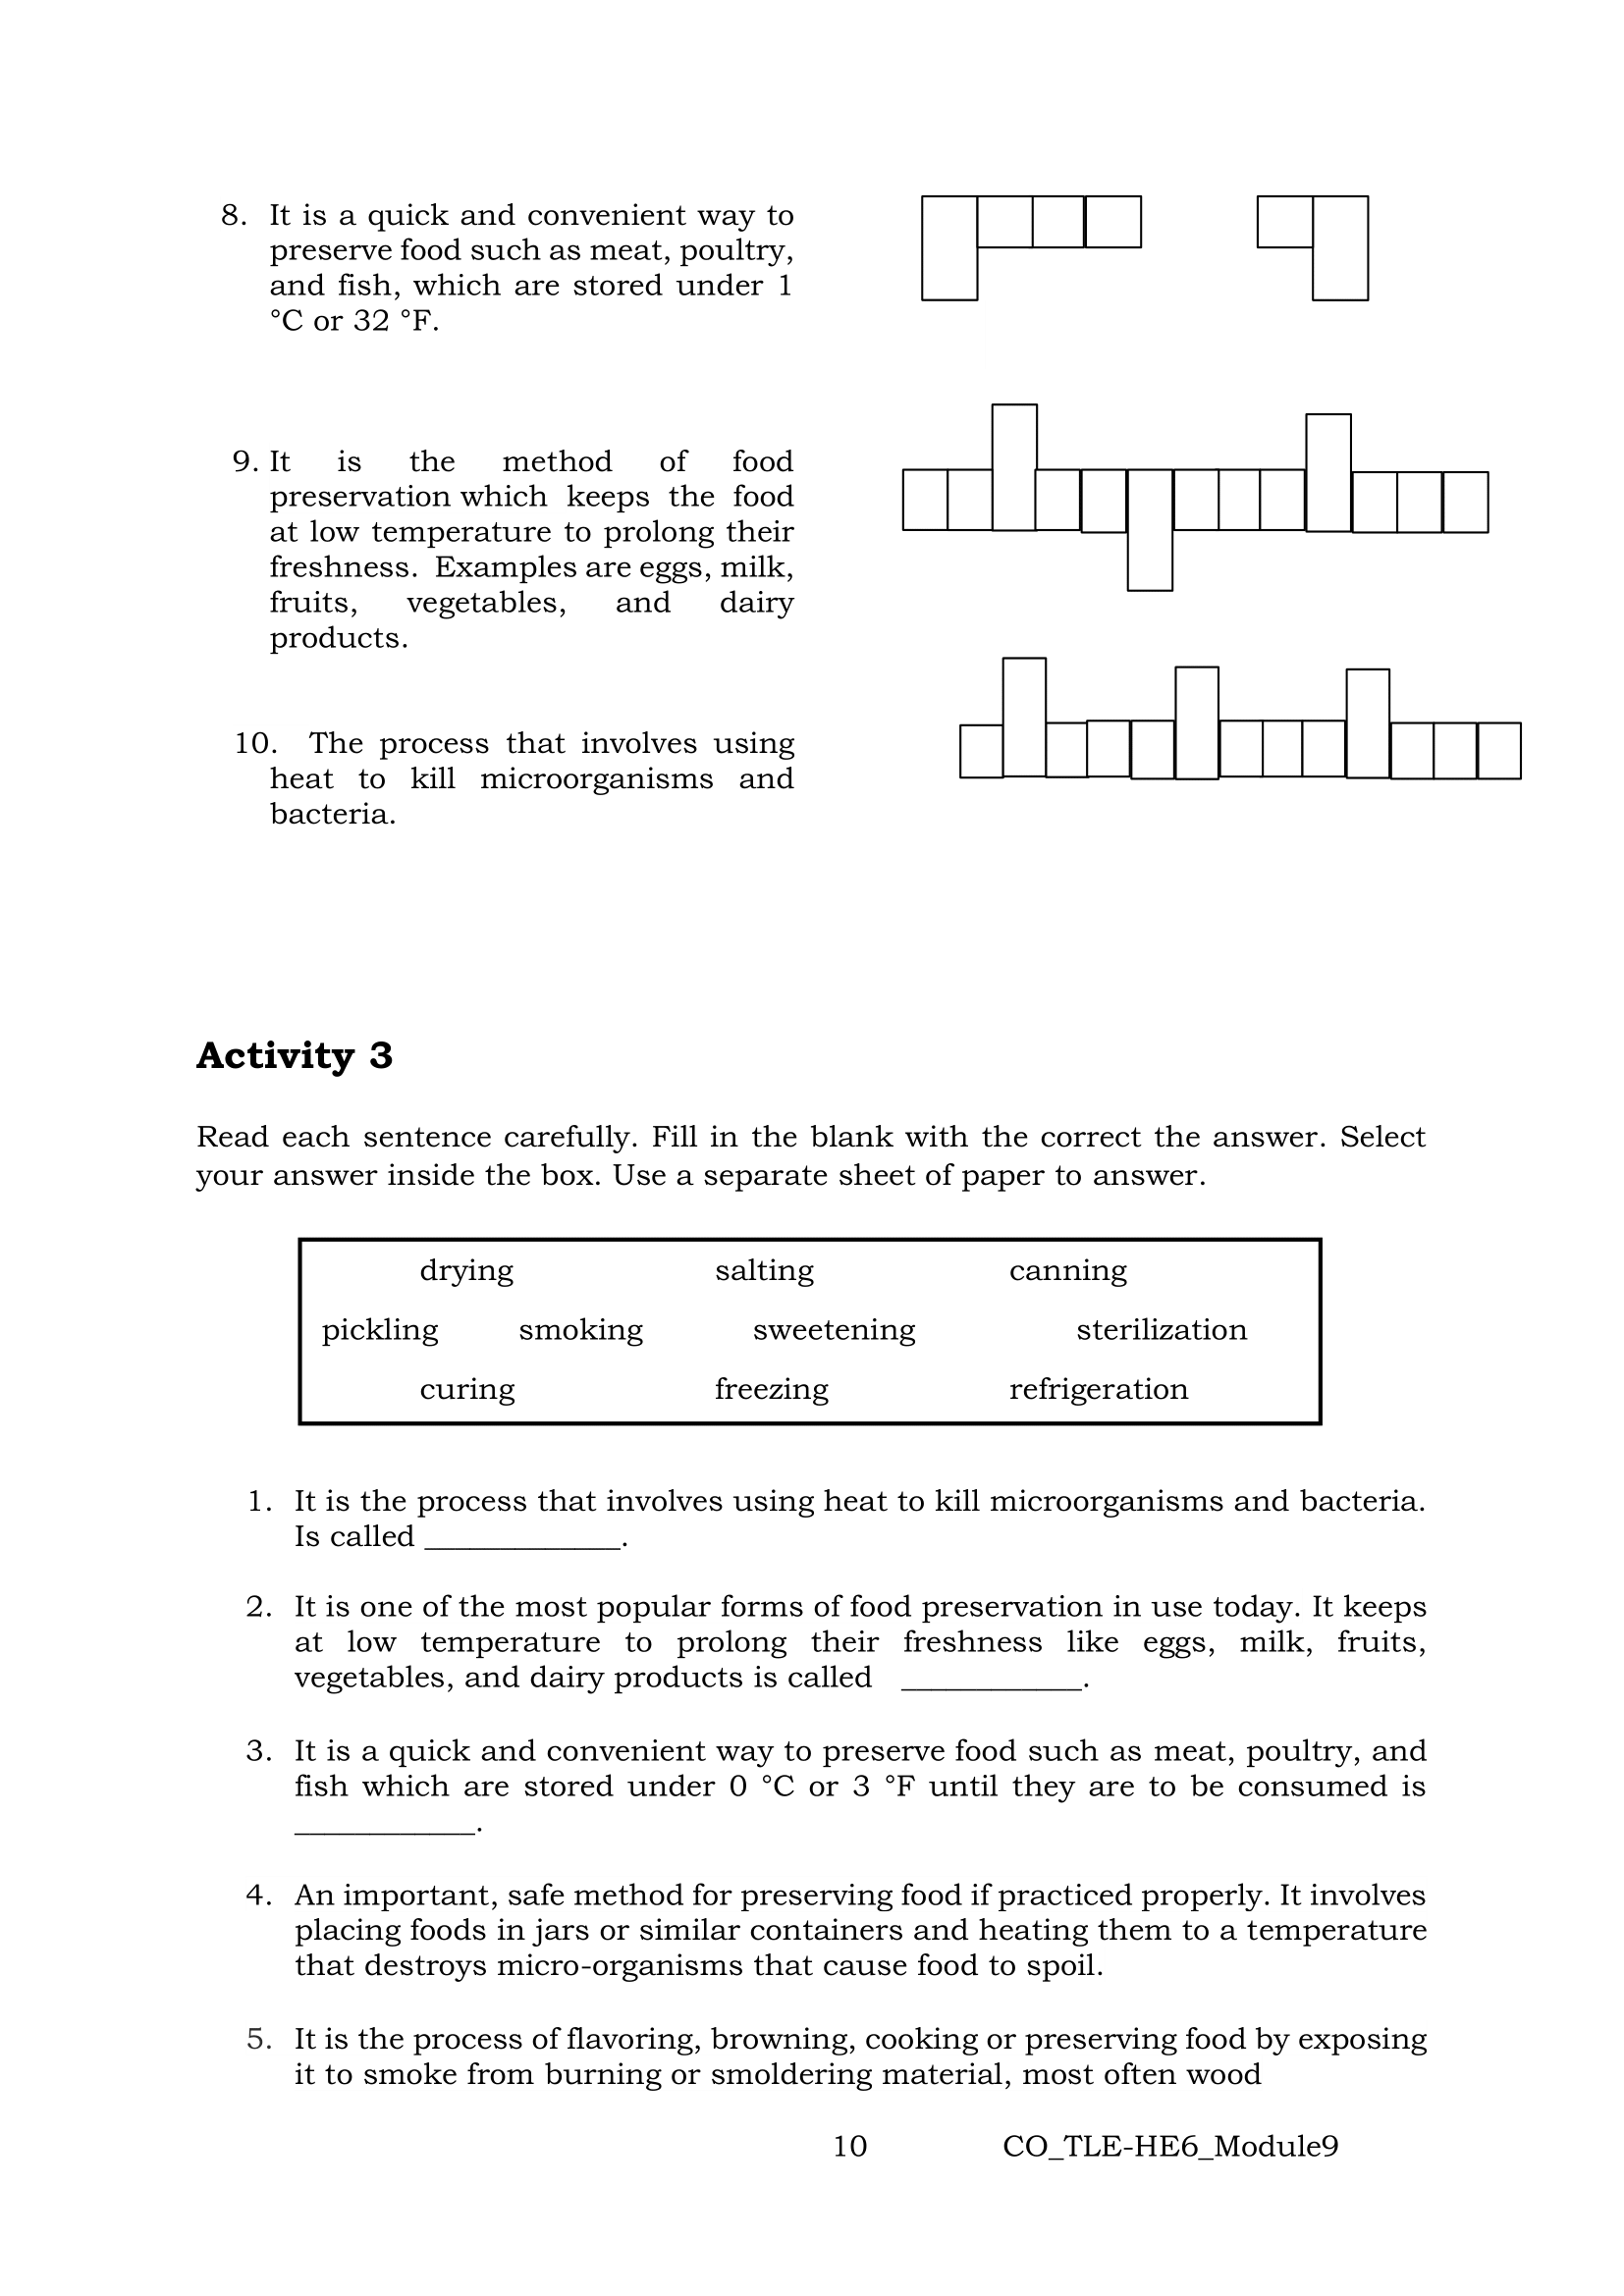 8. It is a quick and convenient way to
preserve food such as meat, poultry,
and fish, which are stored under 1
°C or 32 °F.
9. It is the method of food
preservation which keeps the food
at low temperature to prolong their
freshness. Examples are eggs, milk,
fruits, vegetables, and dairy
products.
10. The process that involves using
heat to kill microorganisms and
bacteria.
Activity 3
Read each sentence carefully. Fill in the blank with the correct the answer. Select
your answer inside the box. Use a separate sheet of paper to answer.
drying salting canning
pickling smoking sweetening sterilization
curing freezing refrigeration
1. It is the process that involves using heat to kill microorganisms and bacteria.
Is called _____________.
2. It is one of the most popular forms of food preservation in use today. It keeps
at low temperature to prolong their freshness like eggs, milk, fruits,
vegetables, and dairy products is called ____________.
3. It is a quick and convenient way to preserve food such as meat, poultry, and
fish which are stored under 0 °C or 3 °F until they are to be consumed is
____________.
4. An important, safe method for preserving food if practiced properly. It involves
placing foods in jars or similar containers and heating them to a temperature
that destroys micro-organisms that cause food to spoil.
5. It is the process of flavoring, browning, cooking or preserving food by exposing
it to smoke from burning or smoldering material, most often wood
10 CO_TLE-HE6_Module9